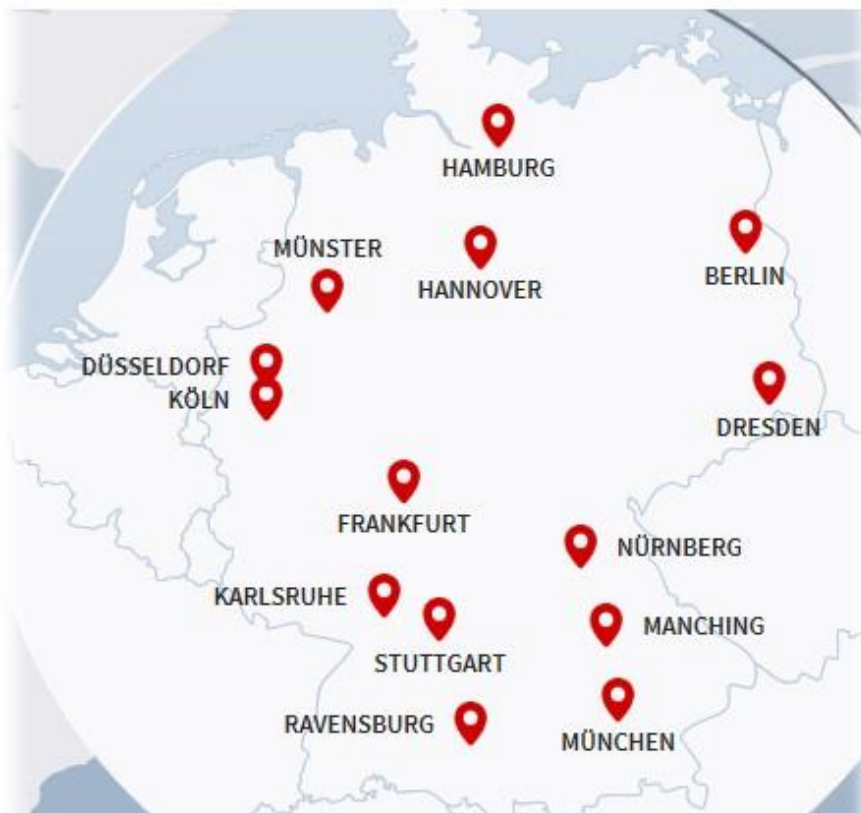 HAMBURG
MÜNSTER
HANNOVER
BERLIN
DÜSSELDORF
KÖLN
DRESDEN
FRANKFURT
NÜRNBERG
KARLSRUHE
MANCHING
STUTTGART
RAVENSBURG
MÜNCHEN